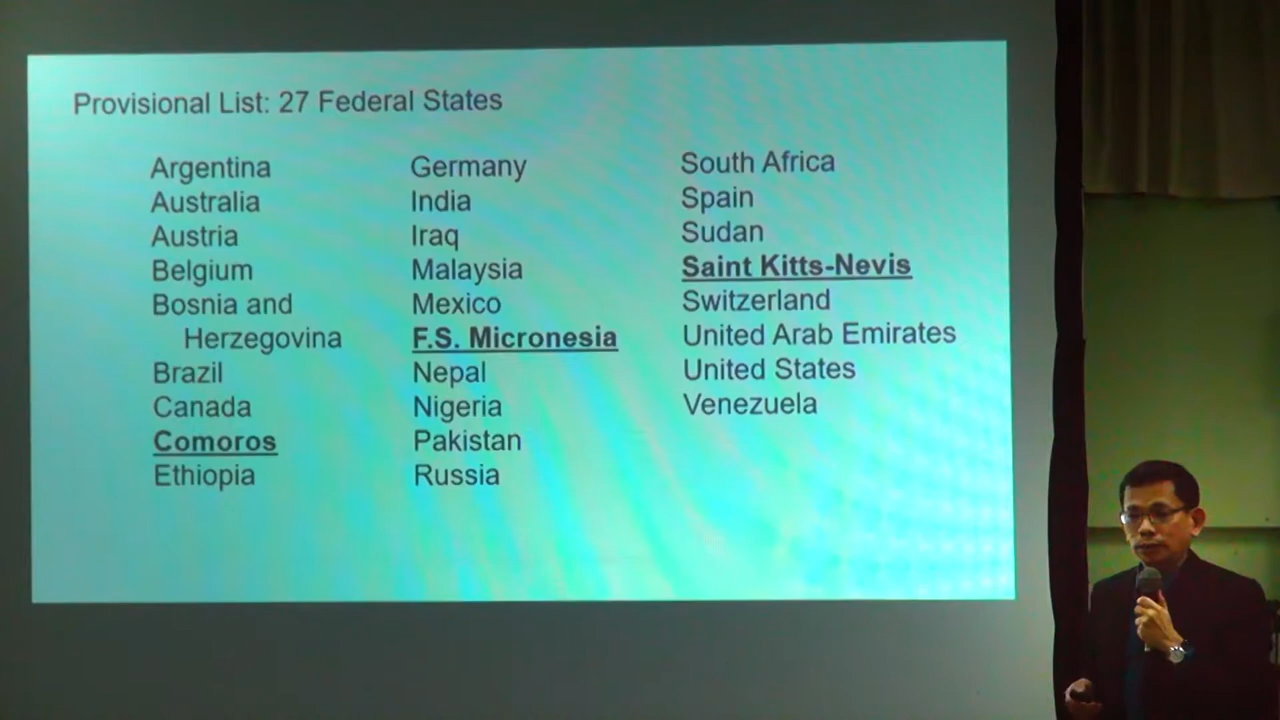 Provisional List: 27 Federal States
Argentina
Australia
Austria
Belgium
Bosnia and
Herzegovina
Brazil
Canada
Comoros
Ethiopia
Germany
India
Iraq
Malaysia
Mexico
F.S. Micronesia
Nepal
Nigeria
Pakistan
Russia
South Africa
Spain
Sudan
Saint Kitts-Nevis
Switzerland
United Arab Emirates
United States
Venezuela